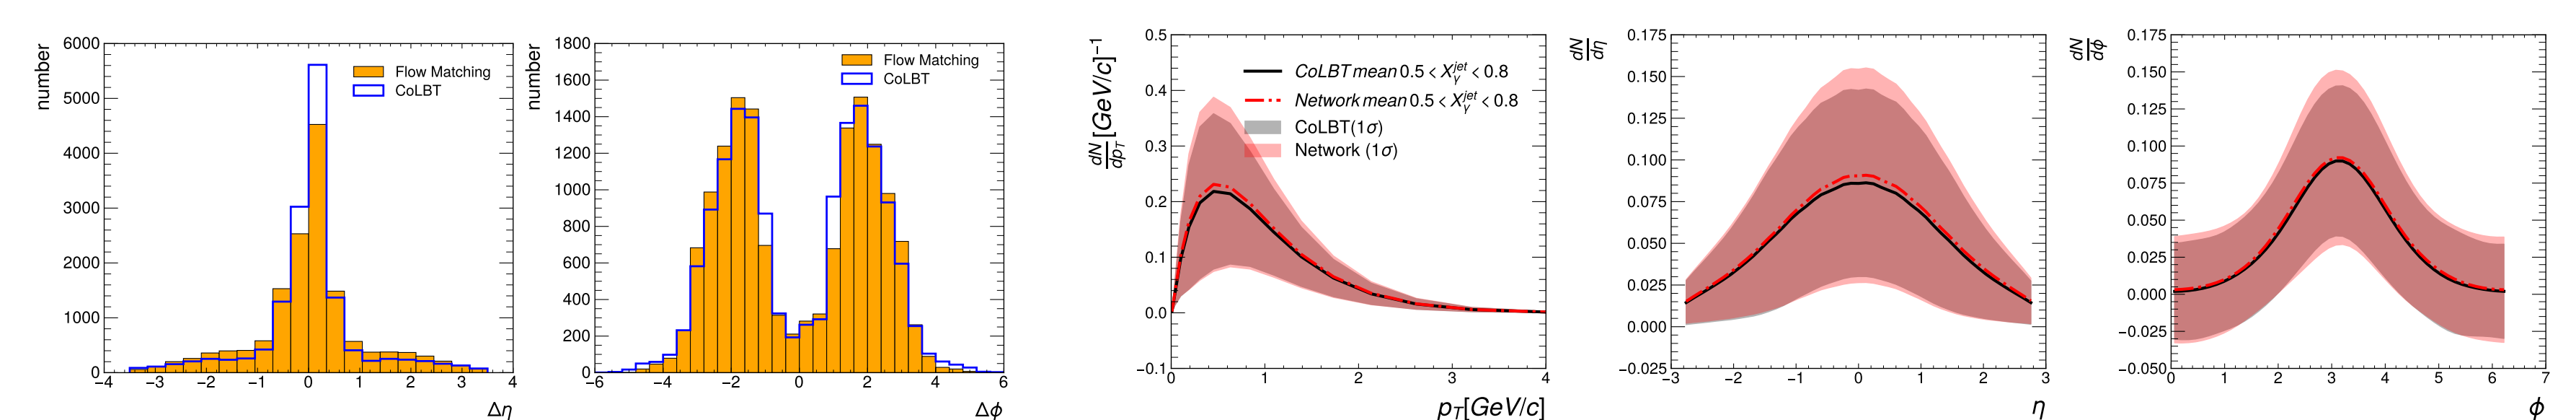 number
6000
5000
4000
3000
2000
1000
0
Flow Matching
CoLBT
−4 −3 −2 −1 0 1 2 3 4
Δη
number
1800
1600
1400
1200
1000
800
600
400
200
0
Flow Matching
CoLBT
−6 −4 −2 0 2 4 6
Δϕ
dN/dp_T [GeV/c]⁻¹
0.5
0.4
0.3
0.2
0.1
0.0
−0.1
CoLBT mean 0.5 < X_γ^jet < 0.8
Network mean 0.5 < X_γ^jet < 0.8
CoLBT(1σ)
Network (1σ)
0 1 2 3 4
p_T[GeV/c]
dN/dη
0.175
0.150
0.125
0.100
0.075
0.050
0.025
0.000
−0.025
−3 −2 −1 0 1 2 3
η
dN/dϕ
0.175
0.150
0.125
0.100
0.075
0.050
0.025
0.000
−0.025
−0.050
0 1 2 3 4 5 6 7
ϕ